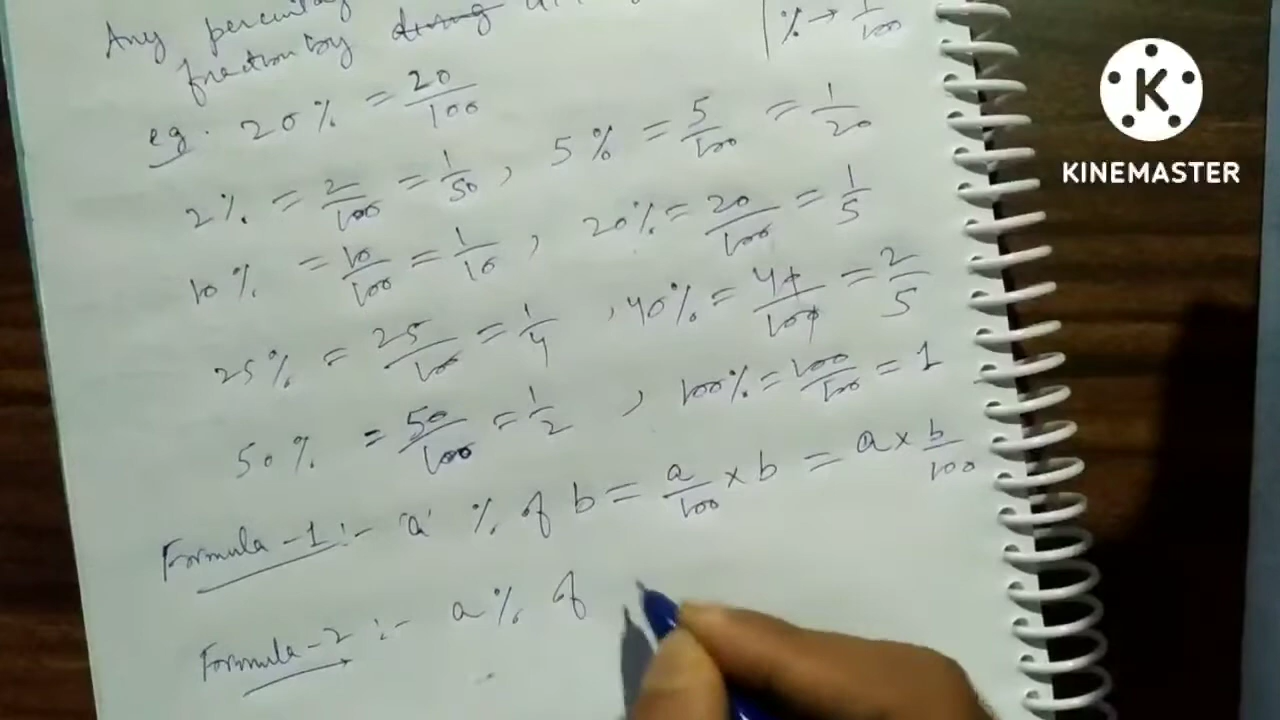 Any percentag
fraction by
% → 1/100
eg. 20% = 20/100
2% = 2/100 = 1/50, 5% = 5/100 = 1/20
10% = 10/100 = 1/10, 20% = 20/100 = 1/5
25% = 25/100 = 1/4, 40% = 40/100 = 2/5
50% = 50/100 = 1/2, 100% = 100/100 = 1
Formula-1:- 'a' % of b = a/100 × b = a × b/100
Formula-2:- a% of
K
KINEMASTER